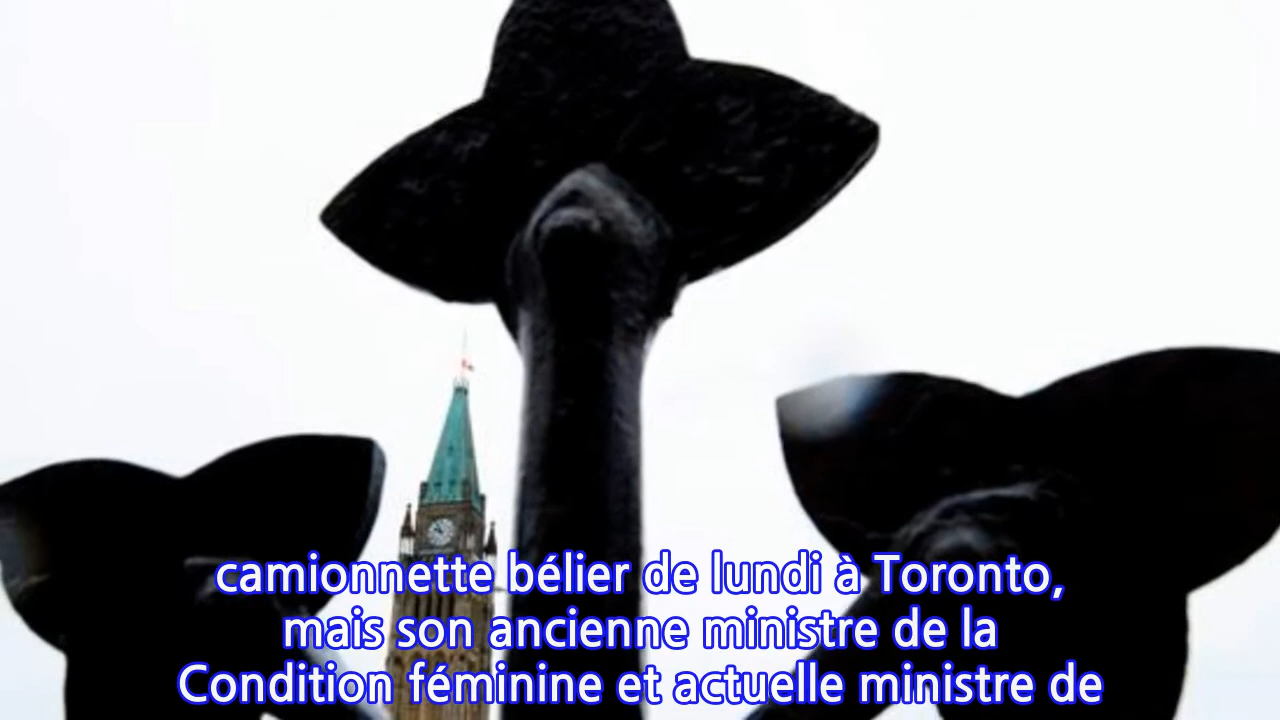 camionnette bélier de lundi à Toronto,
mais son ancienne ministre de la
Condition féminine et actuelle ministre de